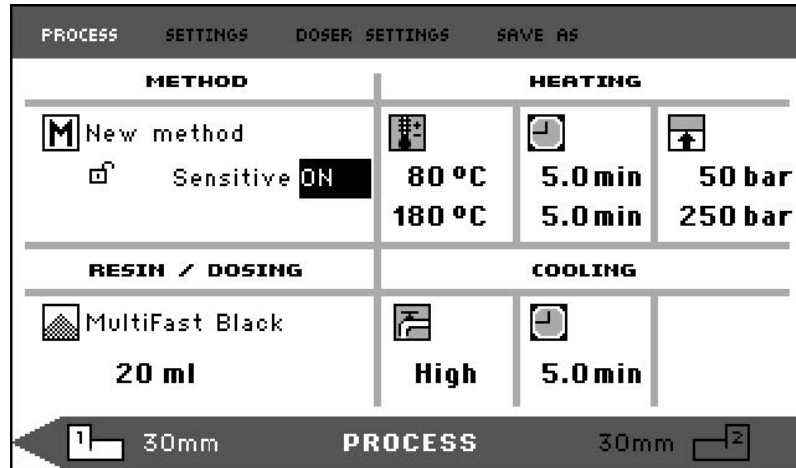 PROCESS SETTINGS DOSER SETTINGS SAVE AS
METHOD HEATING
M New method
Sensitive ON 80 ºC 5.0 min 50 bar
180 ºC 5.0 min 250 bar
RESIN / DOSING COOLING
MultiFast Black
20 ml High 5.0 min
1 30mm PROCESS 30mm 2